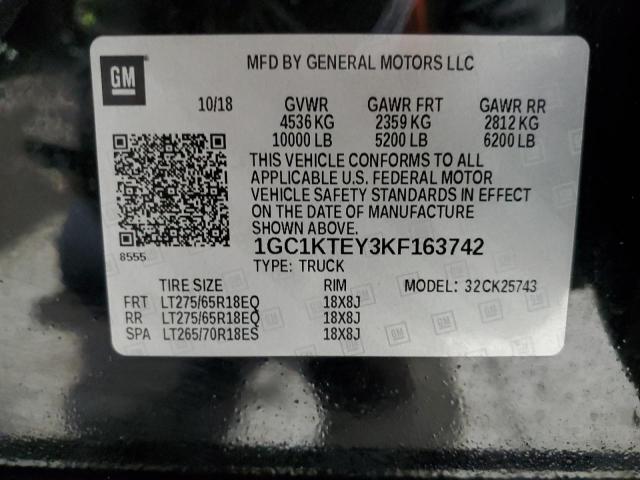 GM
MFD BY GENERAL MOTORS LLC
10/18 GVWR GAWR FRT GAWR RR
4536 KG 2359 KG 2812 KG
10000 LB 5200 LB 6200 LB
THIS VEHICLE CONFORMS TO ALL
APPLICABLE U.S. FEDERAL MOTOR
VEHICLE SAFETY STANDARDS IN EFFECT
ON THE DATE OF MANUFACTURE
SHOWN ABOVE.
8555
1GC1KTEY3KF163742
TYPE: TRUCK
TIRE SIZE RIM MODEL: 32CK25743
FRT LT275/65R18EQ 18X8J
RR LT275/65R18EQ 18X8J
SPA LT265/70R18ES 18X8J